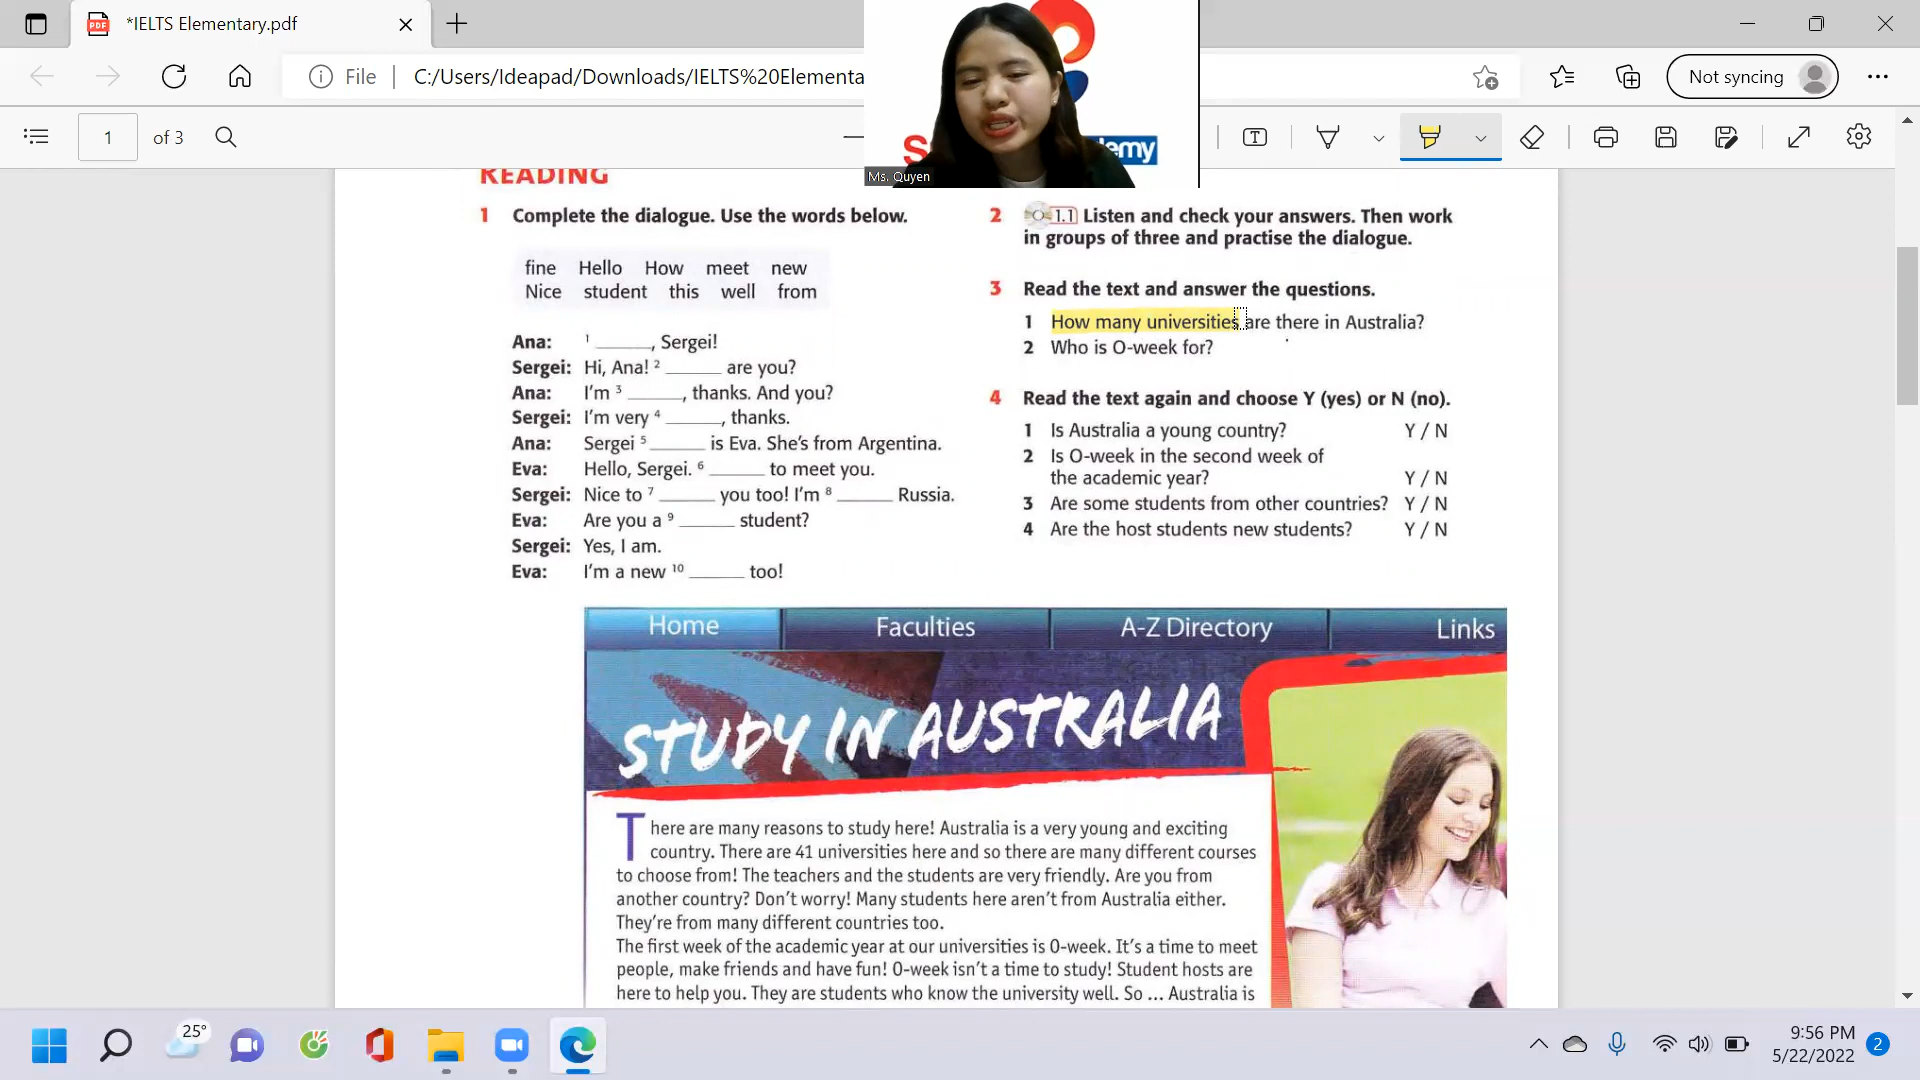 *IELTS Elementary.pdf
File
C:/Users/Ideapad/Downloads/IELTS%20Elementa
Not syncing
1 of 3
Ms. Quyen
READING
1 Complete the dialogue. Use the words below.
fine Hello How meet new
Nice student this well from
Ana: 1 ______, Sergei!
Sergei: Hi, Ana! 2 ______ are you?
Ana: I'm 3 ______, thanks. And you?
Sergei: I'm very 4 ______, thanks.
Ana: Sergei 5 ______ is Eva. She's from Argentina.
Eva: Hello, Sergei. 6 ______ to meet you.
Sergei: Nice to 7 ______ you too! I'm 8 ______ Russia.
Eva: Are you a 9 ______ student?
Sergei: Yes, I am.
Eva: I'm a new 10 ______ too!
2 1.1 Listen and check your answers. Then work
in groups of three and practise the dialogue.
3 Read the text and answer the questions.
1 How many universities are there in Australia?
2 Who is O-week for?
4 Read the text again and choose Y (yes) or N (no).
1 Is Australia a young country? Y / N
2 Is O-week in the second week of
the academic year? Y / N
3 Are some students from other countries? Y / N
4 Are the host students new students? Y / N
Home Faculties A-Z Directory Links
STUDY IN AUSTRALIA
There are many reasons to study here! Australia is a very young and exciting
country. There are 41 universities here and so there are many different courses
to choose from! The teachers and the students are very friendly. Are you from
another country? Don't worry! Many students here aren't from Australia either.
They're from many different countries too.
The first week of the academic year at our universities is O-week. It's a time to meet
people, make friends and have fun! O-week isn't a time to study! Student hosts are
here to help you. They are students who know the university well. So ... Australia is
25°
9:56 PM
5/22/2022
2